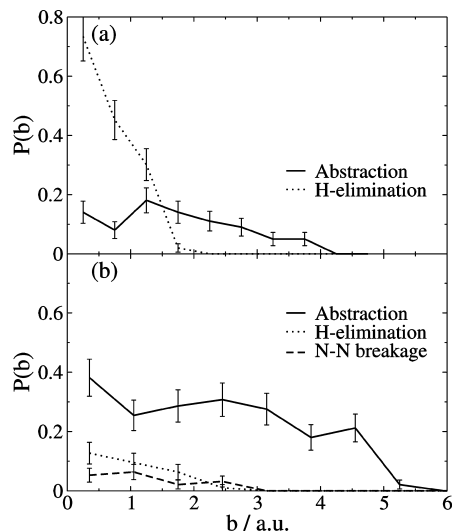 0.8
(a)
0.6
P(b)
0.4
Abstraction
H-elimination
0.2
0
(b)
0.6
Abstraction
H-elimination
N-N breakage
P(b)
0.4
0.2
0
0 1 2 3 4 5 6
b / a.u.